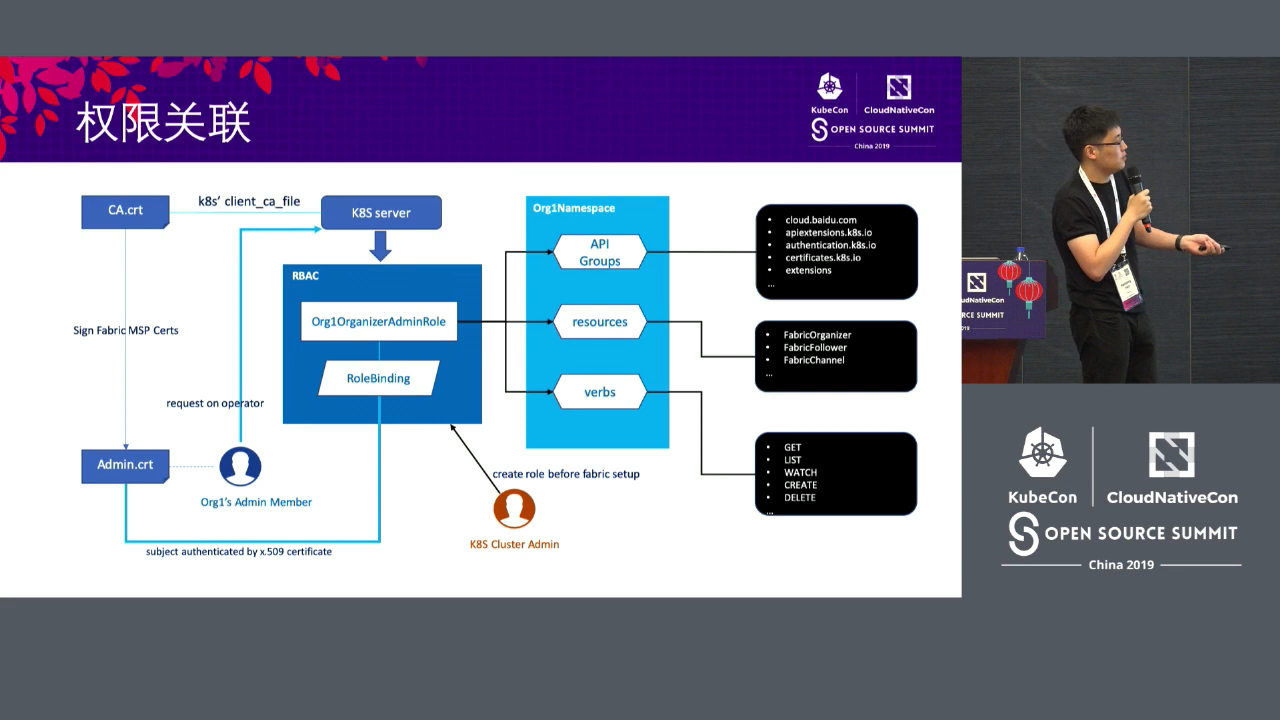 权限关联
KubeCon
CloudNativeCon
OPEN SOURCE SUMMIT
China 2019
CA.crt
k8s' client_ca_file
K8S server
Sign Fabric MSP Certs
request on operator
Admin.crt
Org1's Admin Member
subject authenticated by x.509 certificate
RBAC
Org1OrganizerAdminRole
RoleBinding
create role before fabric setup
K8S Cluster Admin
Org1Namespace
API
Groups
resources
verbs
• cloud.baidu.com
• apiextensions.k8s.io
• authentication.k8s.io
• certificates.k8s.io
• extensions
...
• FabricOrganizer
• FabricFollower
• FabricChannel
...
• GET
• LIST
• WATCH
• CREATE
• DELETE
...
udNativeCon
RCE SUMMIT
2019
KubeCon
CloudNativeCon
OPEN SOURCE SUMMIT
China 2019